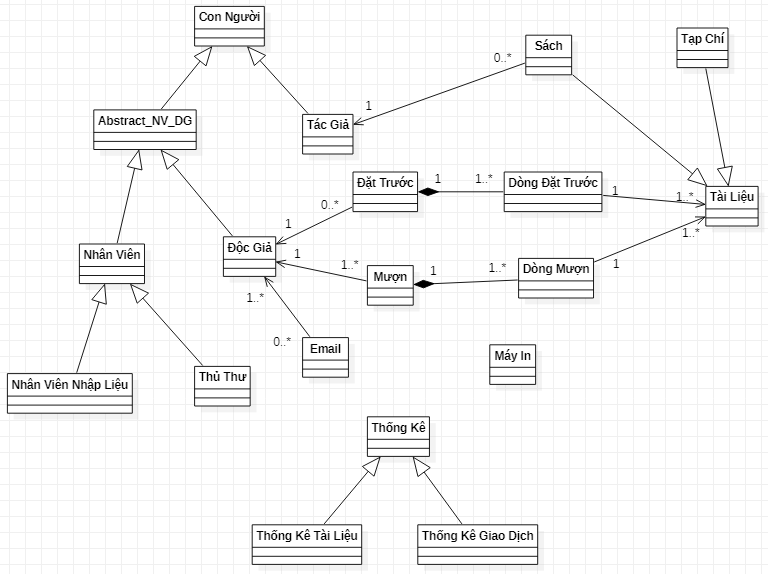 Con Người
Sách
Tạp Chí
0..*
1
Abstract_NV_DG
Tác Giả
Đặt Trước
1
1..*
Dòng Đặt Trước
1
1..*
Tài Liệu
0..*
1
1..*
Nhân Viên
Độc Giả
1
1..*
Mượn
1
1..*
Dòng Mượn
1
1..*
0..*
Email
Máy In
Nhân Viên Nhập Liệu
Thủ Thư
Thống Kê
Thống Kê Tài Liệu
Thống Kê Giao Dịch